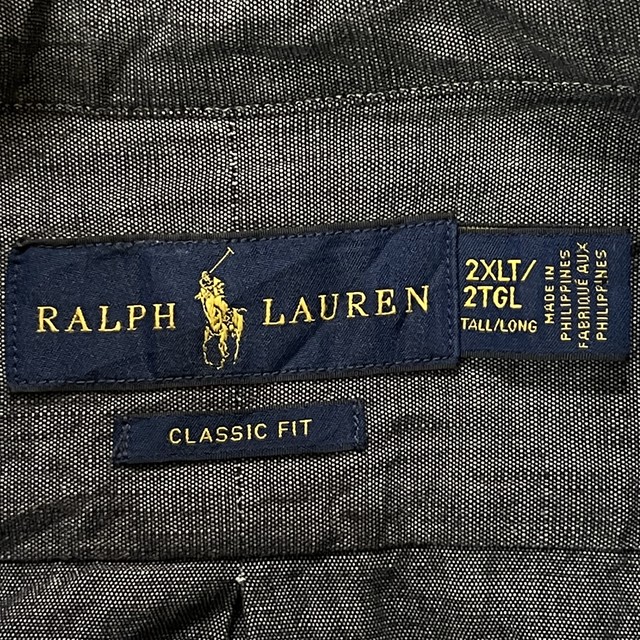 RALPH LAUREN
2XLT/
2TGL
TALL/LONG
MADE IN
PHILIPPINES
FABRIQUÉ AUX
PHILIPPINES
CLASSIC FIT